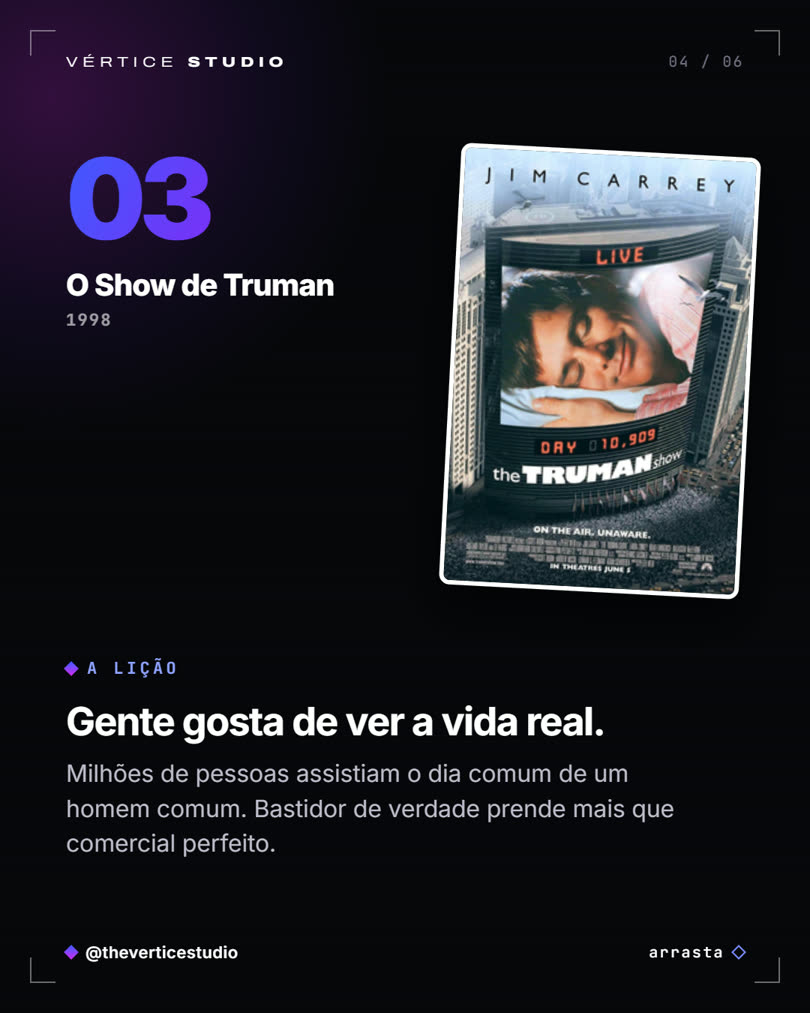 VÉRTICE STUDIO
04 / 06
03
O Show de Truman
1998
JIM CARREY
LIVE
DAY 10,909
the TRUMAN show
ON THE AIR. UNAWARE.
IN THEATRES JUNE 5
A LIÇÃO
Gente gosta de ver a vida real.
Milhões de pessoas assistiam o dia comum de um
homem comum. Bastidor de verdade prende mais que
comercial perfeito.
@theverticestudio
arrasta